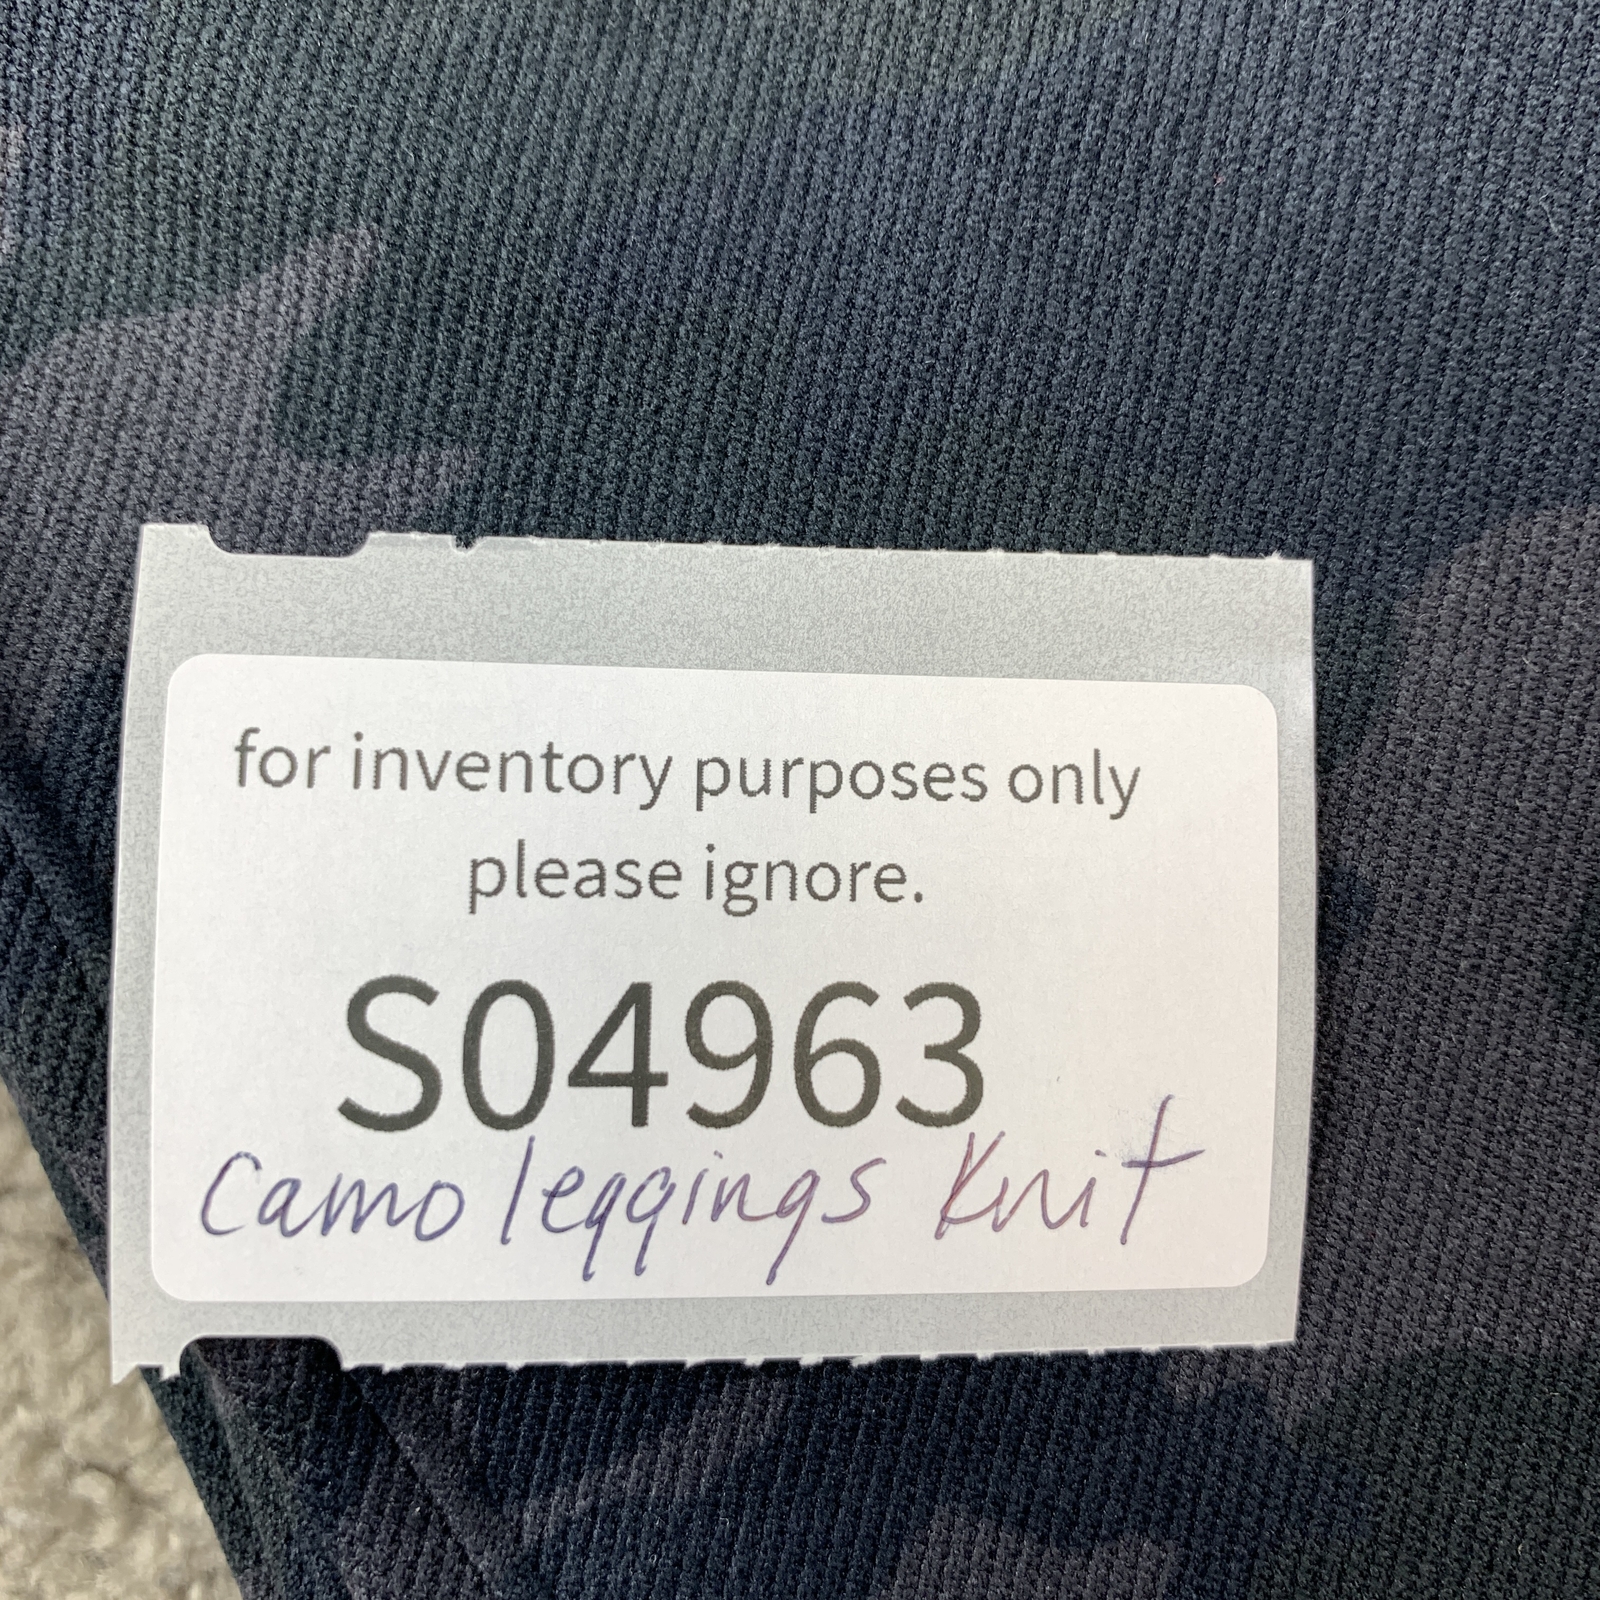 for inventory purposes only
please ignore.
S04963
Camo leggings Knit